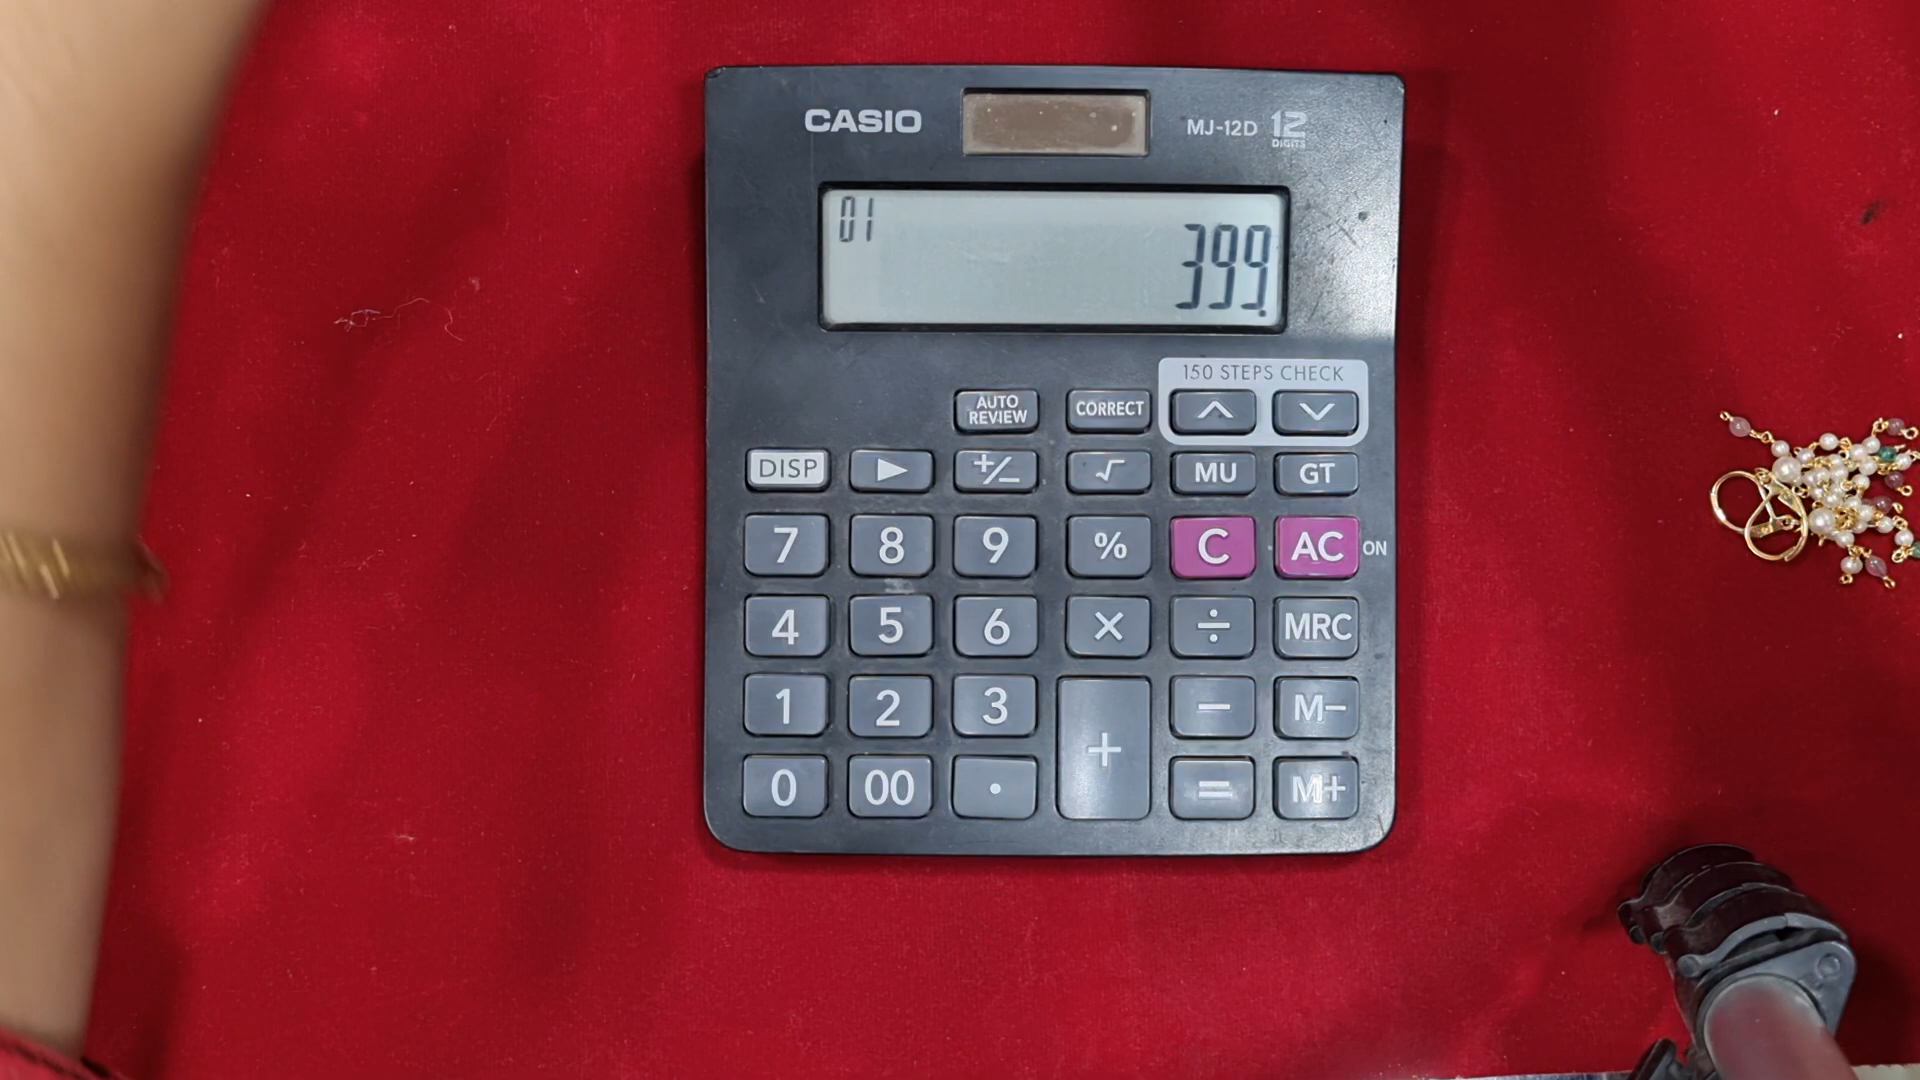 CASIO
MJ-12D 12 DIGITS
01
399.
150 STEPS CHECK
AUTO REVIEW CORRECT
DISP ▶ +/− √ MU GT
7 8 9 % C AC ON
4 5 6 × ÷ MRC
1 2 3 + − M−
0 00 · = M+